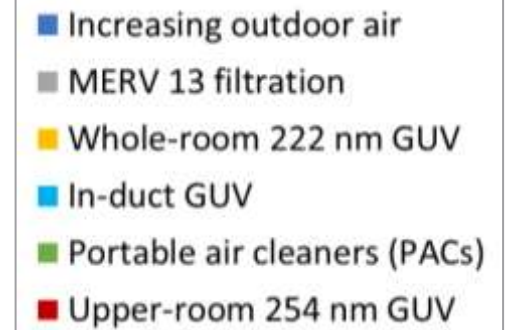 Increasing outdoor air
MERV 13 filtration
Whole-room 222 nm GUV
In-duct GUV
Portable air cleaners (PACs)
Upper-room 254 nm GUV